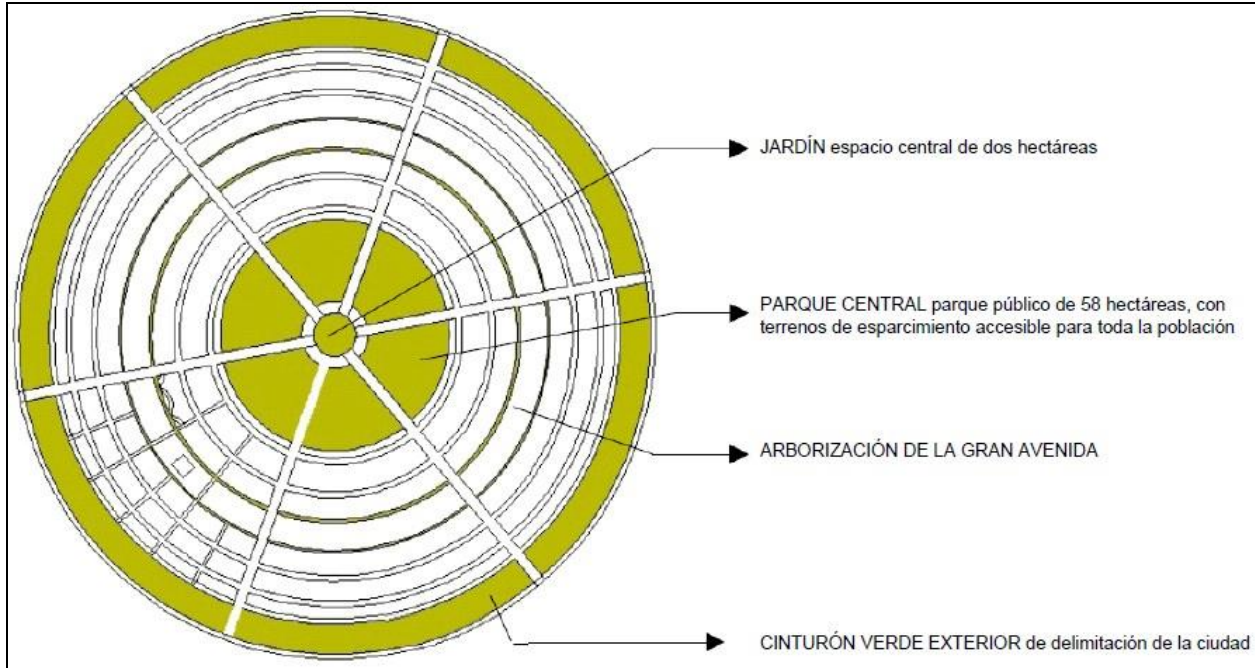 JARDÍN espacio central de dos hectáreas
PARQUE CENTRAL parque público de 58 hectáreas, con
terrenos de esparcimiento accesible para toda la población
ARBORIZACIÓN DE LA GRAN AVENIDA
CINTURÓN VERDE EXTERIOR de delimitación de la ciudad